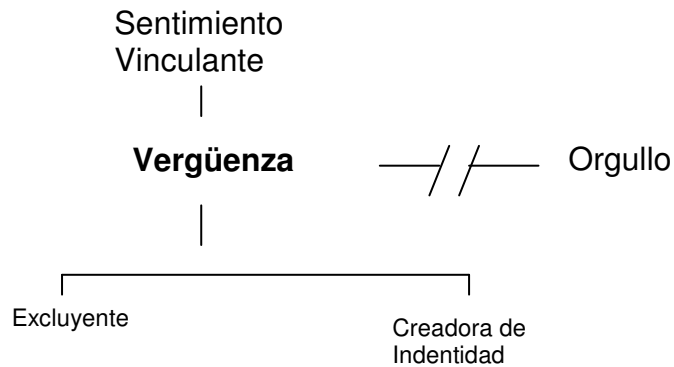 Sentimiento
Vinculante
Vergüenza
Orgullo
Excluyente
Creadora de
Indentidad